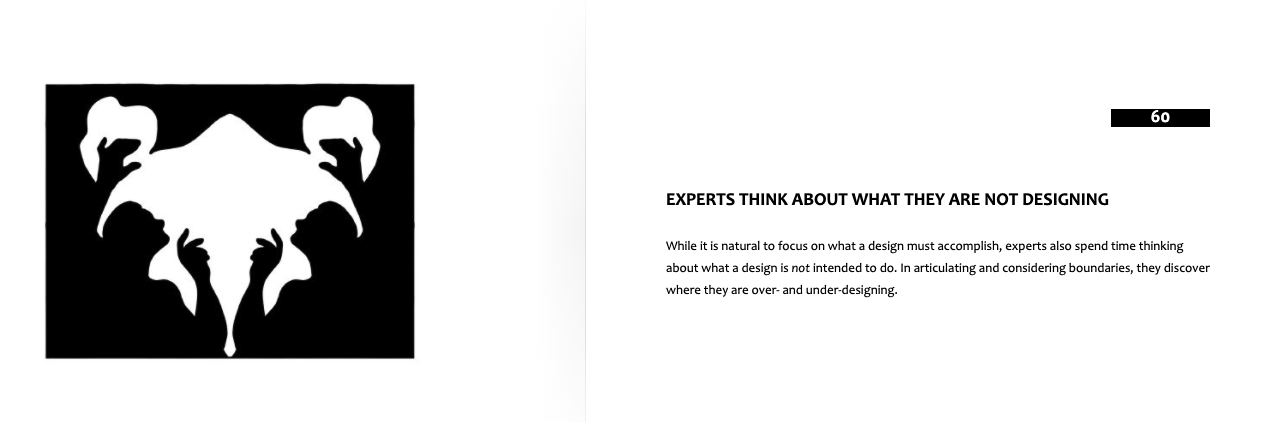 60
EXPERTS THINK ABOUT WHAT THEY ARE NOT DESIGNING
While it is natural to focus on what a design must accomplish, experts also spend time thinking
about what a design is not intended to do. In articulating and considering boundaries, they discover
where they are over- and under-designing.